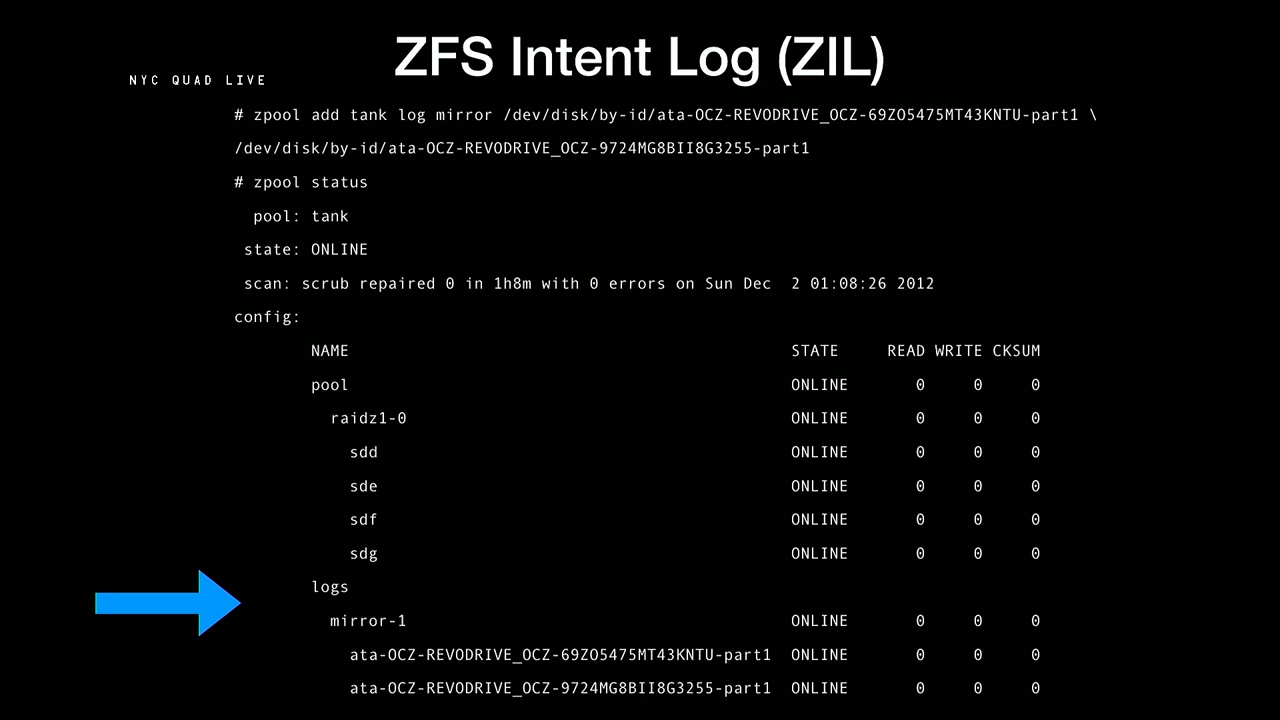 ZFS Intent Log (ZIL)
NYC QUAD LIVE
# zpool add tank log mirror /dev/disk/by-id/ata-OCZ-REVODRIVE_OCZ-69ZO5475MT43KNTU-part1 \
/dev/disk/by-id/ata-OCZ-REVODRIVE_OCZ-9724MG8BII8G3255-part1
# zpool status
pool: tank
state: ONLINE
scan: scrub repaired 0 in 1h8m with 0 errors on Sun Dec  2 01:08:26 2012
config:
NAME STATE READ WRITE CKSUM
pool ONLINE 0 0 0
raidz1-0 ONLINE 0 0 0
sdd ONLINE 0 0 0
sde ONLINE 0 0 0
sdf ONLINE 0 0 0
sdg ONLINE 0 0 0
logs
mirror-1 ONLINE 0 0 0
ata-OCZ-REVODRIVE_OCZ-69ZO5475MT43KNTU-part1 ONLINE 0 0 0
ata-OCZ-REVODRIVE_OCZ-9724MG8BII8G3255-part1 ONLINE 0 0 0